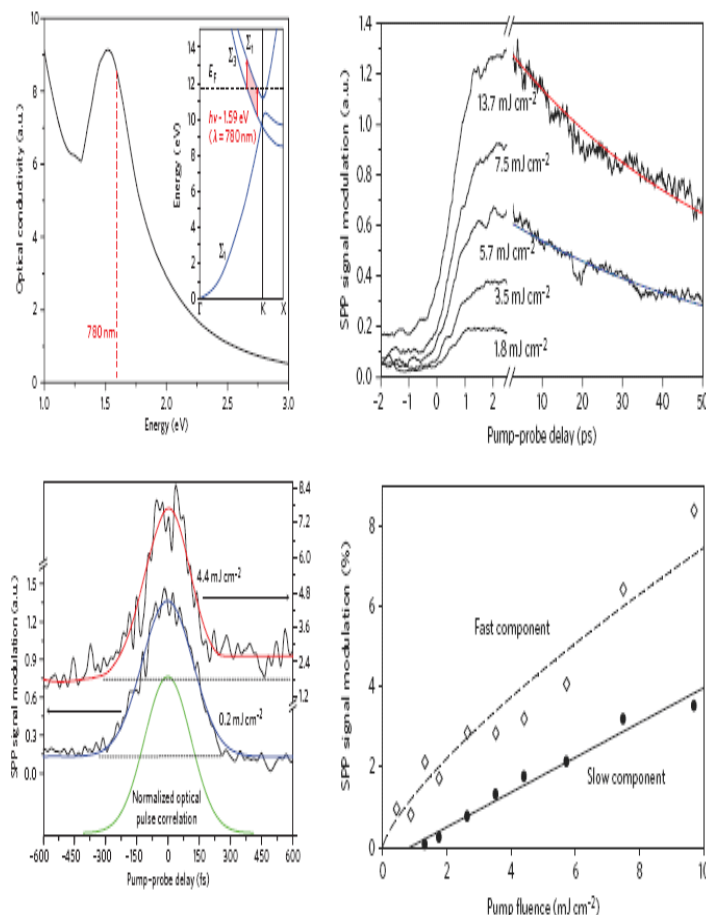 10
8
6
4
2
0
Optical conductivity (a.u.)
1.0
1.5
2.0
2.5
3.0
Energy (eV)
780 nm
14
12
10
8
6
4
2
0
Energy (eV)
Σ3
Σ1
EF
hν - 1.59 eV
(λ = 780 nm)
Σ1
Γ
K
X
1.4
1.2
1.0
0.8
0.6
0.4
0.2
0.0
SPP signal modulation (a.u.)
13.7 mJ cm-2
7.5 mJ cm-2
5.7 mJ cm-2
3.5 mJ cm-2
1.8 mJ cm-2
-2
-1
0
1
2
10
20
30
40
50
Pump-probe delay (ps)
1.5
1.2
0.9
0.6
0.3
0.0
SPP signal modulation (a.u.)
8.4
7.2
6.0
4.8
3.6
2.4
1.2
4.4 mJ cm-2
0.2 mJ cm-2
Normalized optical
pulse correlation
-600
-450
-300
-150
0
150
300
450
600
Pump-probe delay (fs)
8
6
4
2
0
SPP signal modulation (%)
Fast component
Slow component
0
2
4
6
8
10
Pump fluence (mJ cm-2)